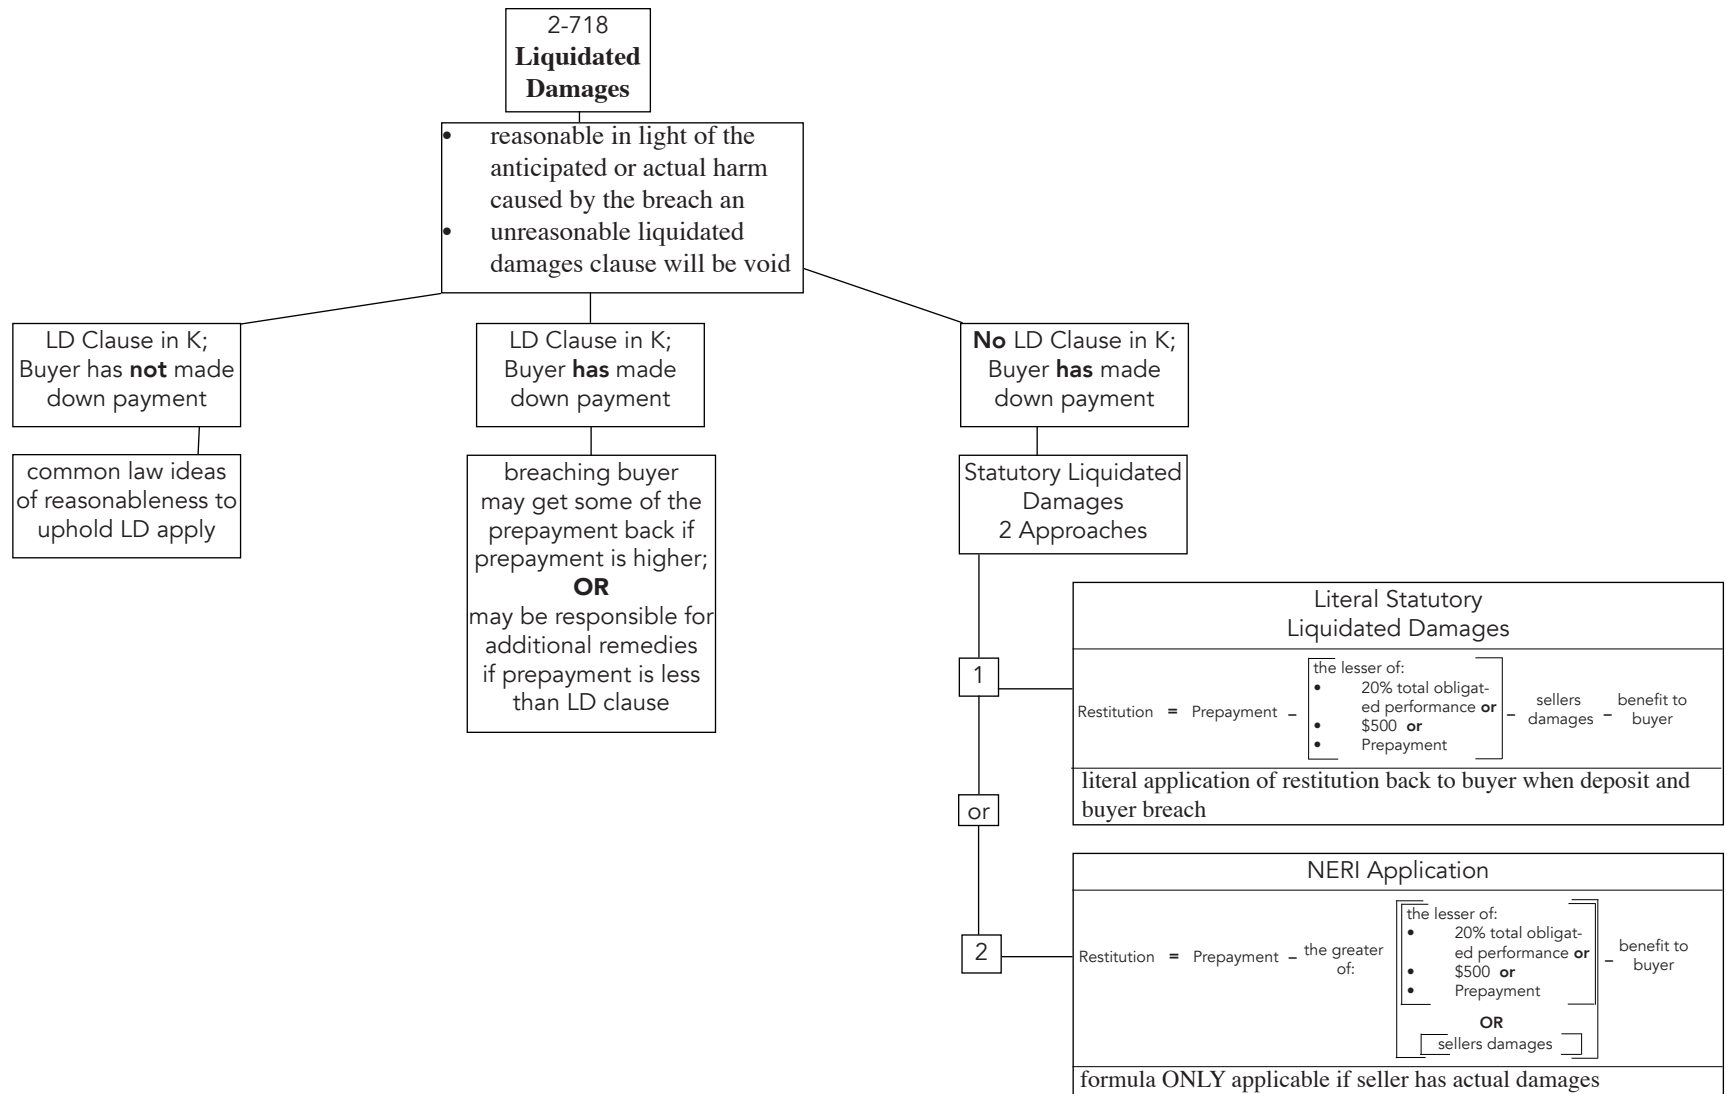 2-718
Liquidated
Damages
• reasonable in light of the
anticipated or actual harm
caused by the breach an
• unreasonable liquidated
damages clause will be void
LD Clause in K;
Buyer has not made
down payment
common law ideas
of reasonableness to
uphold LD apply
LD Clause in K;
Buyer has made
down payment
breaching buyer
may get some of the
prepayment back if
prepayment is higher;
OR
may be responsible for
additional remedies
if prepayment is less
than LD clause
No LD Clause in K;
Buyer has made
down payment
Statutory Liquidated
Damages
2 Approaches
1
Literal Statutory
Liquidated Damages
Restitution = Prepayment –
the lesser of:
• 20% total obligat-
ed performance or
• $500 or
• Prepayment
– sellers
damages
– benefit to
buyer
literal application of restitution back to buyer when deposit and
buyer breach
or
2
NERI Application
Restitution = Prepayment – the greater
of:
the lesser of:
• 20% total obligat-
ed performance or
• $500 or
• Prepayment
OR
sellers damages
– benefit to
buyer
formula ONLY applicable if seller has actual damages